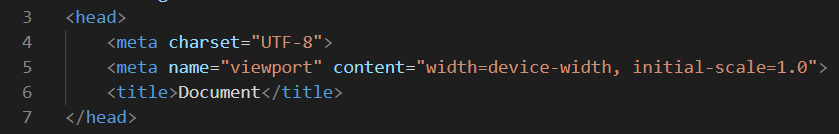 3 <head>
4 <meta charset="UTF-8">
5 <meta name="viewport" content="width=device-width, initial-scale=1.0">
6 <title>Document</title>
7 </head>